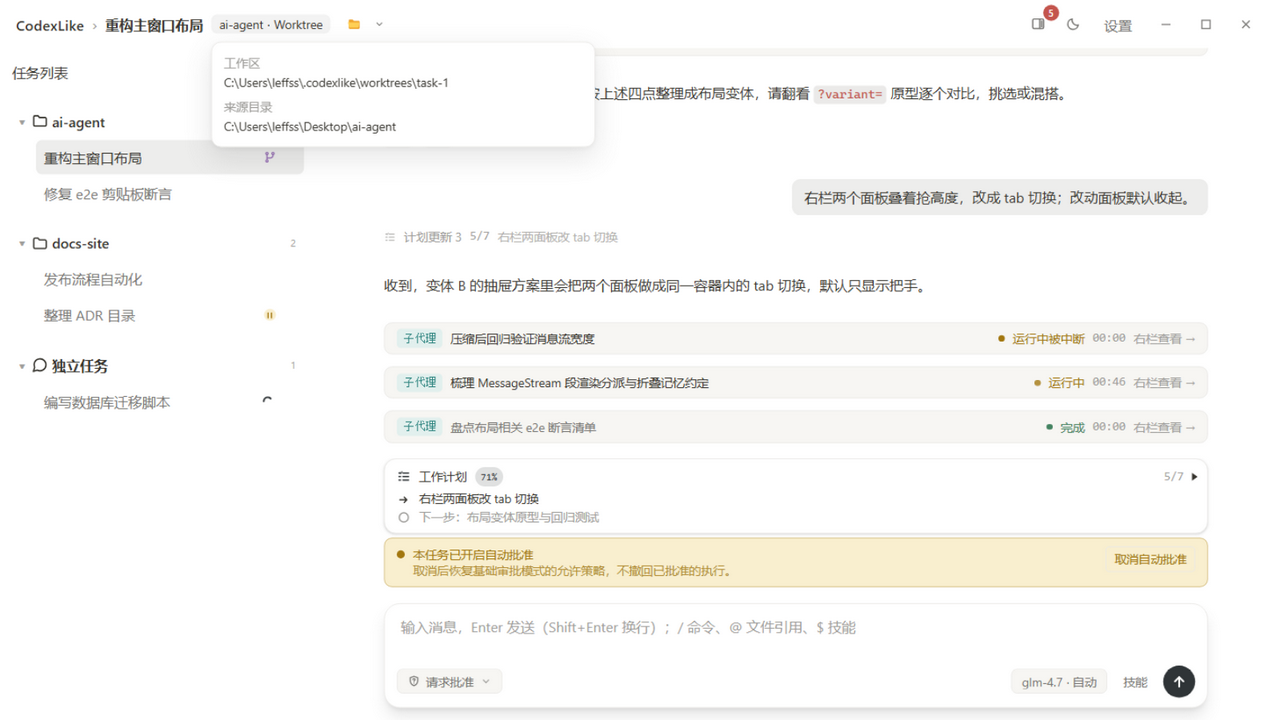 CodexLike › 重构主窗口布局 ai-agent · Worktree
5
设置
工作区
C:\Users\leffss\.codexlike\worktrees\task-1
来源目录
C:\Users\leffss\Desktop\ai-agent
任务列表
ai-agent
重构主窗口布局
修复 e2e 剪贴板断言
docs-site 2
发布流程自动化
整理 ADR 目录
独立任务 1
编写数据库迁移脚本
按上述四点整理成布局变体，请翻看 ?variant= 原型逐个对比，挑选或混搭。
右栏两个面板叠着抢高度，改成 tab 切换；改动面板默认收起。
计划更新 3 5/7 右栏两面板改 tab 切换
收到，变体 B 的抽屉方案里会把两个面板做成同一容器内的 tab 切换，默认只显示把手。
子代理 压缩后回归验证消息流宽度 运行中被中断 00:00 右栏查看 →
子代理 梳理 MessageStream 段渲染分派与折叠记忆约定 运行中 00:46 右栏查看 →
子代理 盘点布局相关 e2e 断言清单 完成 00:00 右栏查看 →
工作计划 71% 5/7
右栏两面板改 tab 切换
下一步：布局变体原型与回归测试
本任务已开启自动批准
取消后恢复基础审批模式的允许策略，不撤回已批准的执行。
取消自动批准
输入消息，Enter 发送（Shift+Enter 换行）；/ 命令、@ 文件引用、$ 技能
请求批准
glm-4.7 · 自动 技能